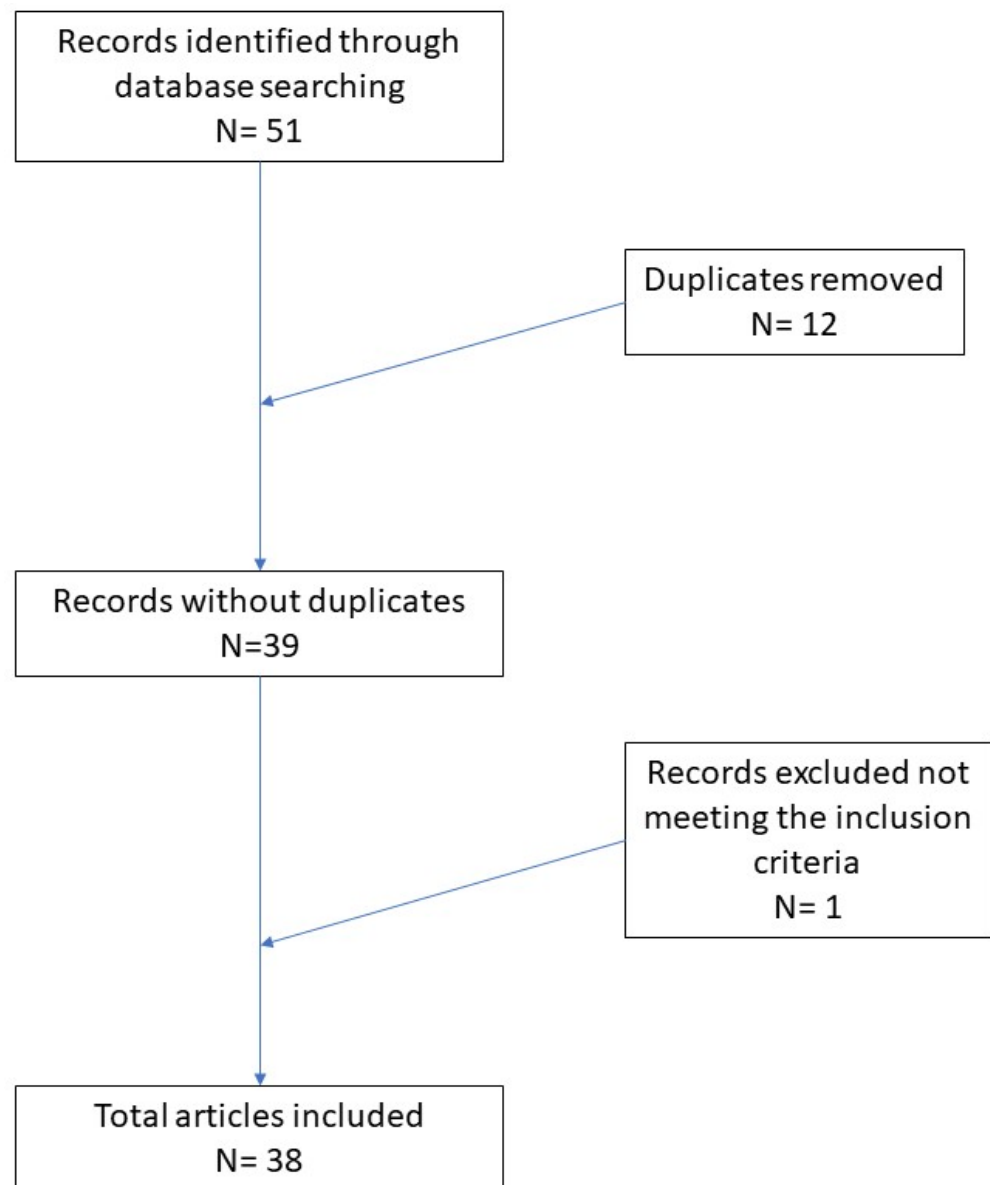 Records identified through
database searching
N= 51
Duplicates removed
N= 12
Records without duplicates
N=39
Records excluded not
meeting the inclusion
criteria
N= 1
Total articles included
N= 38